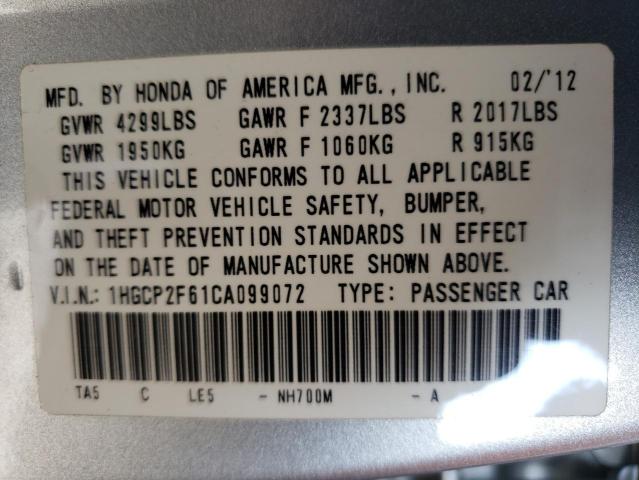 MFD. BY HONDA OF AMERICA MFG., INC. 02/'12
GVWR 4299LBS GAWR F 2337LBS R 2017LBS
GVWR 1950KG GAWR F 1060KG R 915KG
THIS VEHICLE CONFORMS TO ALL APPLICABLE
FEDERAL MOTOR VEHICLE SAFETY, BUMPER,
AND THEFT PREVENTION STANDARDS IN EFFECT
ON THE DATE OF MANUFACTURE SHOWN ABOVE.
V.I.N.: 1HGCP2F61CA099072 TYPE: PASSENGER CAR
TA5 C LE5 - NH700M - A